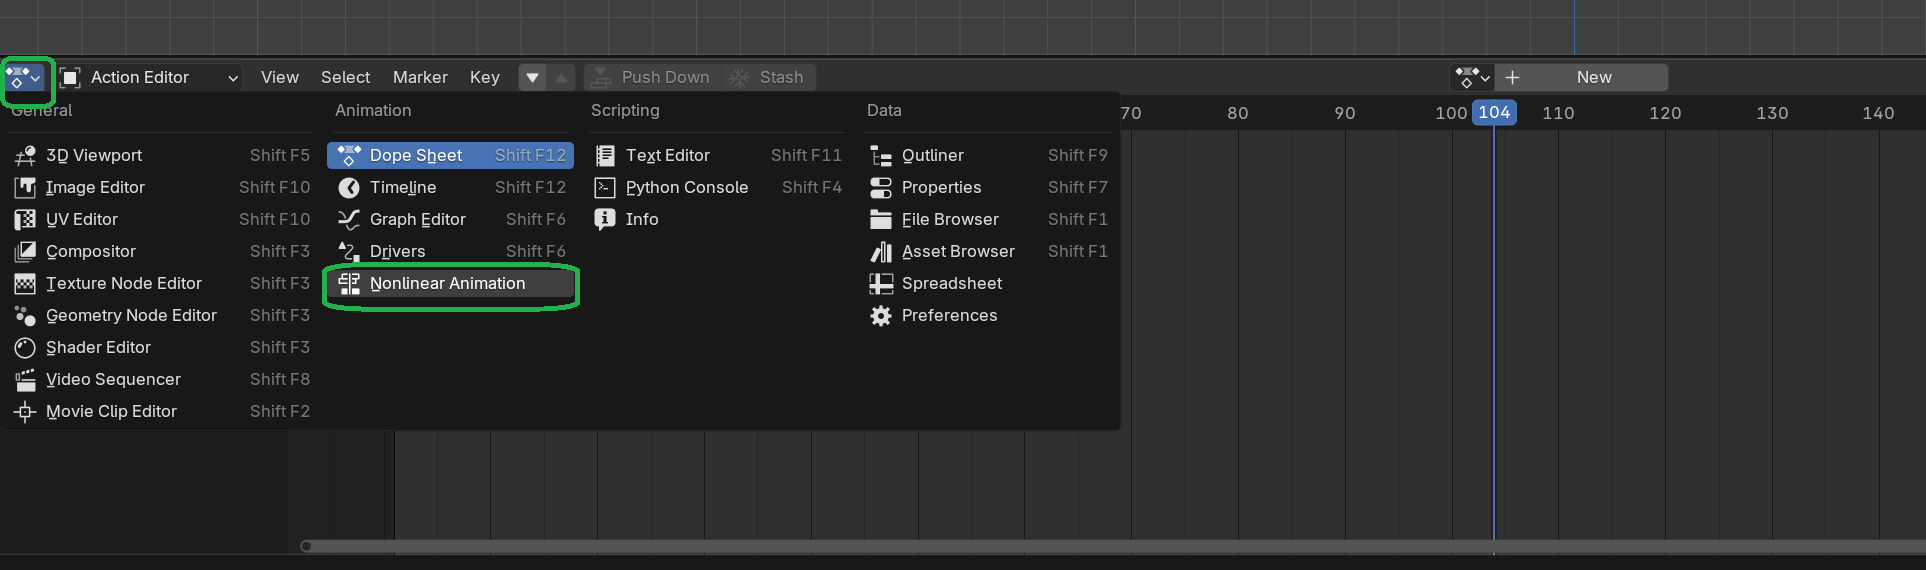 Action Editor View Select Marker Key Push Down Stash New
General Animation Scripting Data
70 80 90 100 104 110 120 130 140
3D Viewport Shift F5
Image Editor Shift F10
UV Editor Shift F10
Compositor Shift F3
Texture Node Editor Shift F3
Geometry Node Editor Shift F3
Shader Editor Shift F3
Video Sequencer Shift F8
Movie Clip Editor Shift F2
Dope Sheet Shift F12
Timeline Shift F12
Graph Editor Shift F6
Drivers Shift F6
Nonlinear Animation
Text Editor Shift F11
Python Console Shift F4
Info
Outliner Shift F9
Properties Shift F7
File Browser Shift F1
Asset Browser Shift F1
Spreadsheet
Preferences